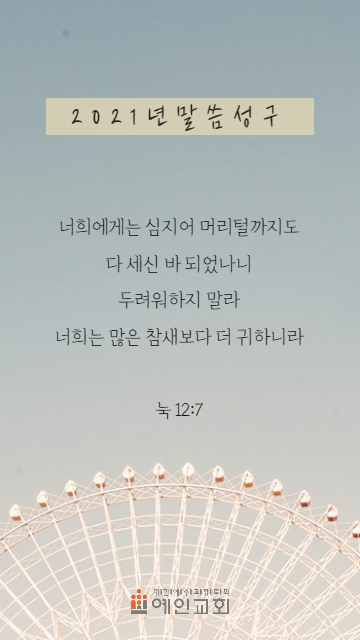 2021년 말씀성구
너희에게는 심지어 머리털까지도
다 세신 바 되었나니
두려워하지 말라
너희는 많은 참새보다 더 귀하니라
눅 12:7
예인교회